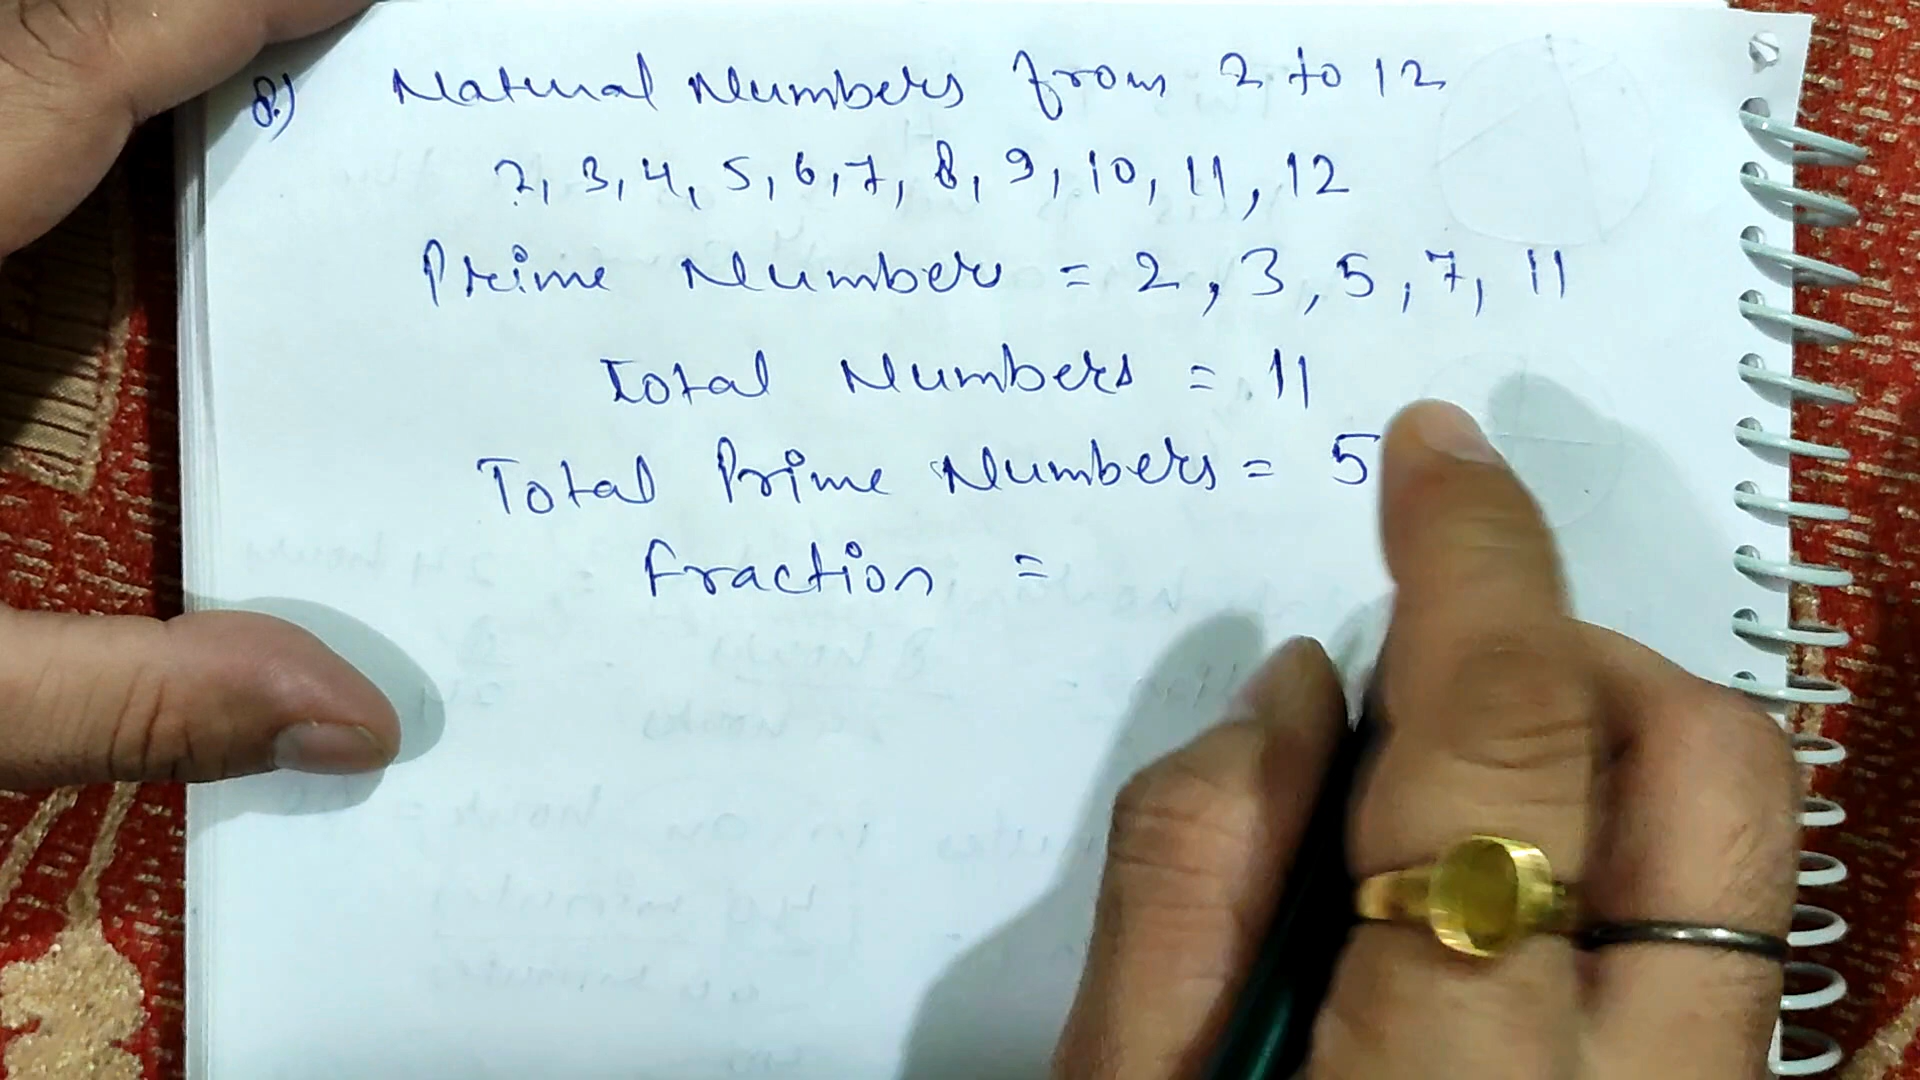 8.) Natural Numbers from 2 to 12
2, 3, 4, 5, 6, 7, 8, 9, 10, 11, 12
Prime Numbers = 2, 3, 5, 7, 11
Total Numbers = 11
Total Prime Numbers = 5
Fraction =